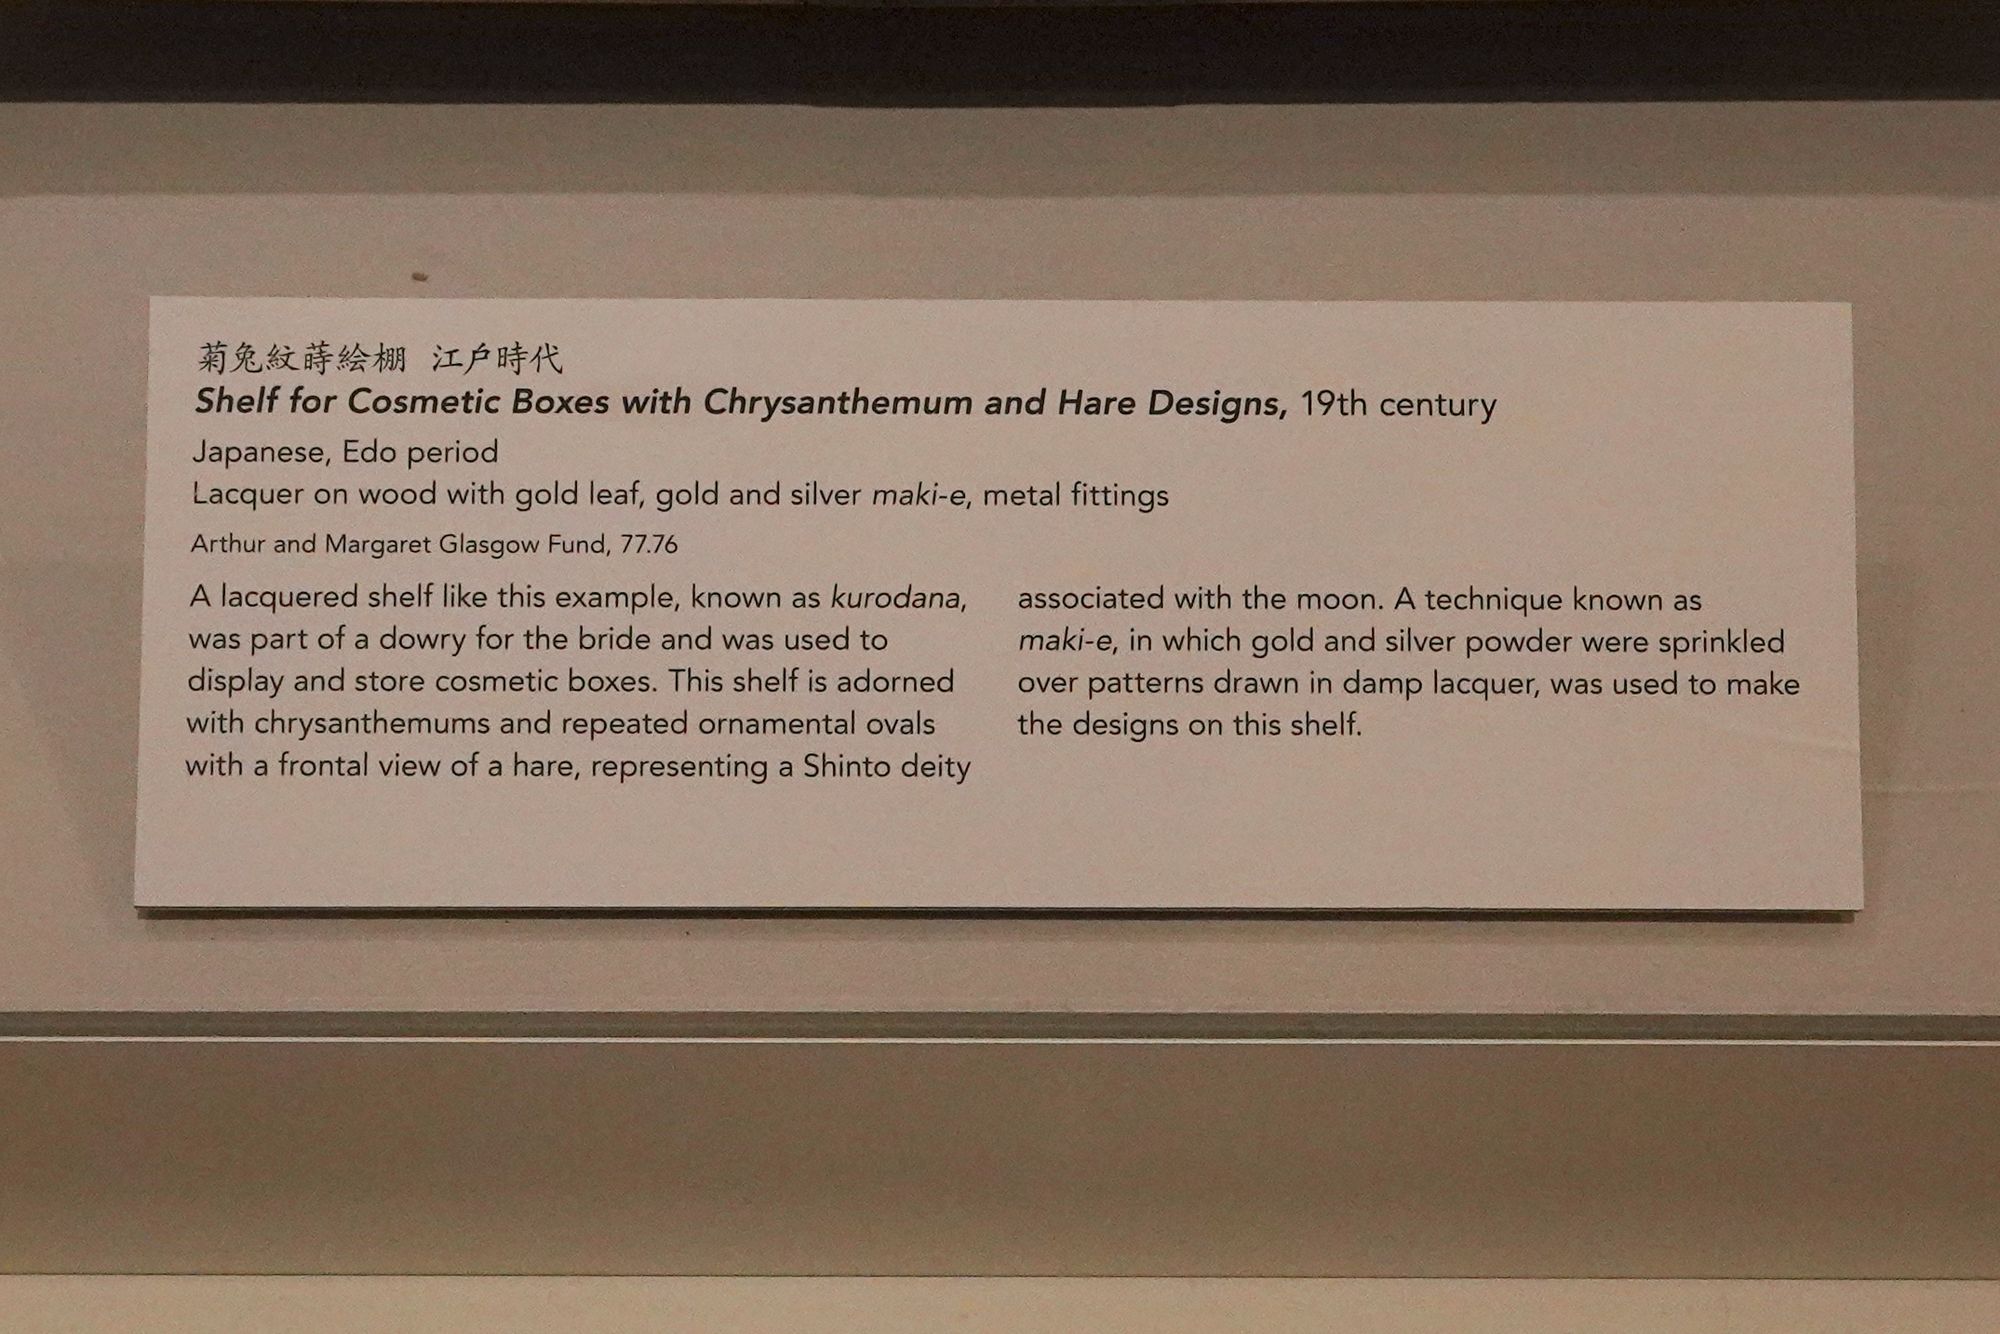 菊兔紋蒔絵棚 江戸時代
Shelf for Cosmetic Boxes with Chrysanthemum and Hare Designs, 19th century
Japanese, Edo period
Lacquer on wood with gold leaf, gold and silver maki-e, metal fittings
Arthur and Margaret Glasgow Fund, 77.76
A lacquered shelf like this example, known as kurodana,
was part of a dowry for the bride and was used to
display and store cosmetic boxes. This shelf is adorned
with chrysanthemums and repeated ornamental ovals
with a frontal view of a hare, representing a Shinto deity
associated with the moon. A technique known as
maki-e, in which gold and silver powder were sprinkled
over patterns drawn in damp lacquer, was used to make
the designs on this shelf.